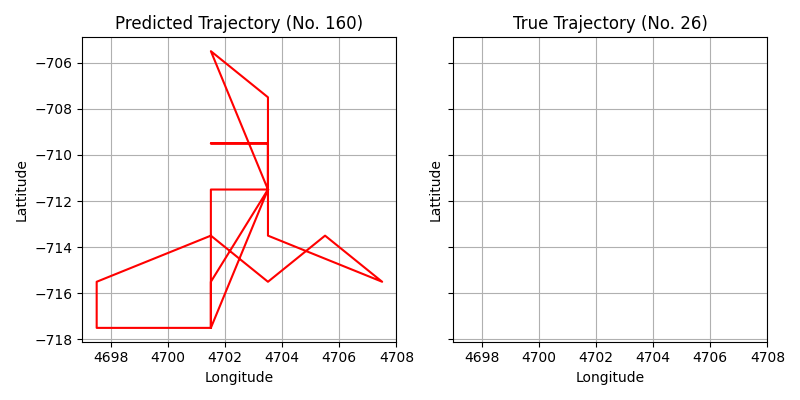 Predicted Trajectory (No. 160)
True Trajectory (No. 26)
Lattitude
−706
−708
−710
−712
−714
−716
−718
4698 4700 4702 4704 4706 4708
Longitude
Lattitude
4698 4700 4702 4704 4706 4708
Longitude